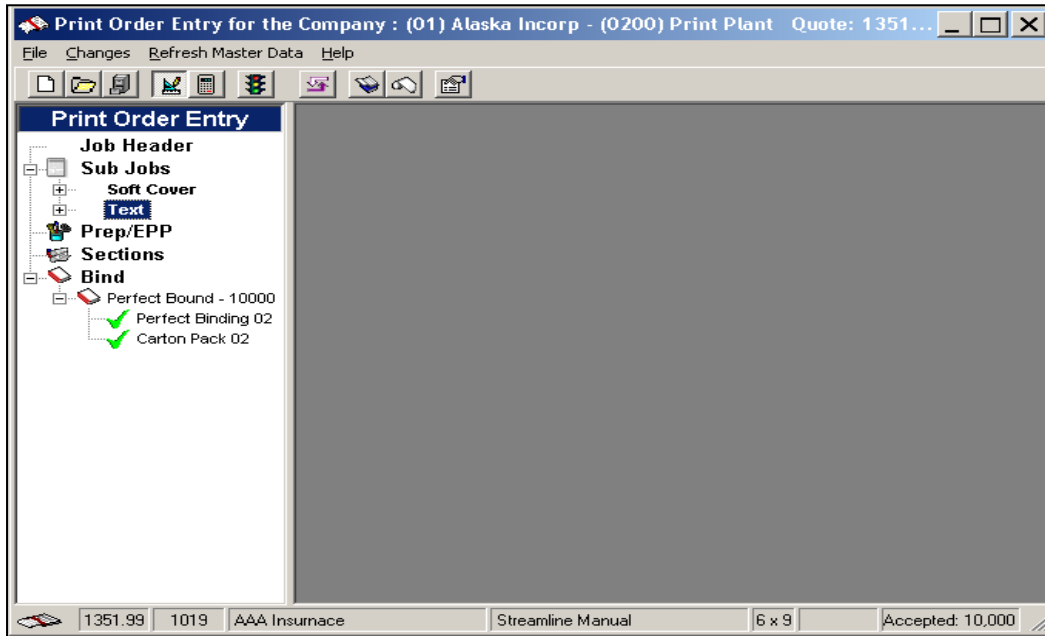 Print Order Entry for the Company : (01) Alaska Incorp - (0200) Print Plant Quote: 1351...
File Changes Refresh Master Data Help
Print Order Entry
Job Header
Sub Jobs
Soft Cover
Text
Prep/EPP
Sections
Bind
Perfect Bound - 10000
Perfect Binding 02
Carton Pack 02
1351.99 1019 AAA Insurnace Streamline Manual 6 x 9 Accepted: 10,000